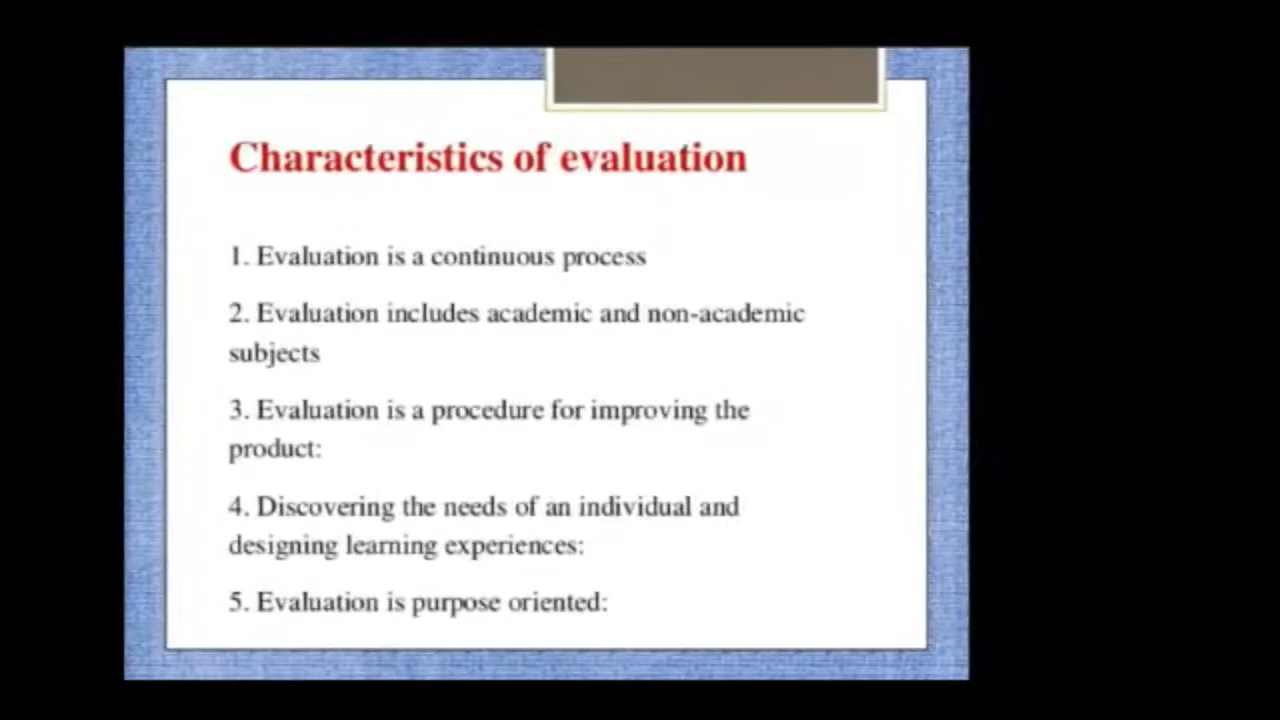 Characteristics of evaluation
1. Evaluation is a continuous process
2. Evaluation includes academic and non-academic
subjects
3. Evaluation is a procedure for improving the
product:
4. Discovering the needs of an individual and
designing learning experiences:
5. Evaluation is purpose oriented: